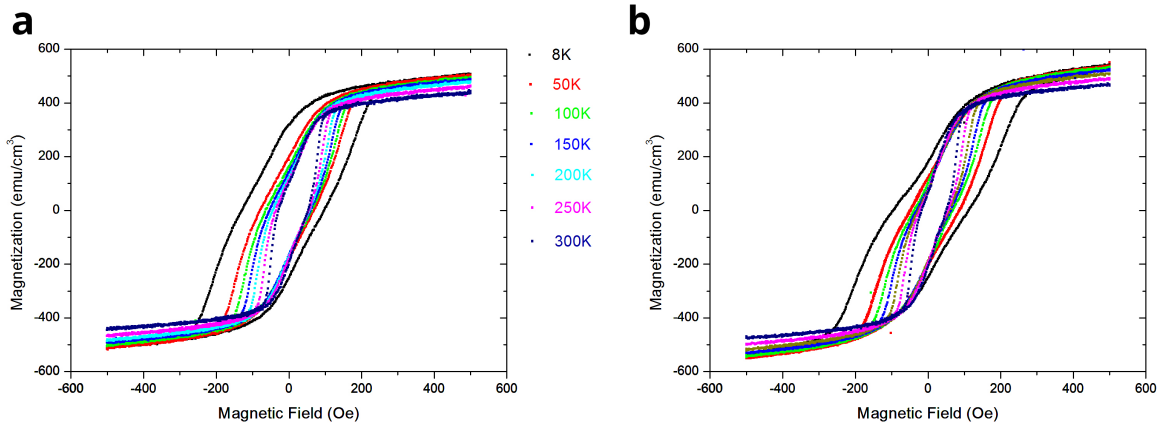 a
600
400
200
0
-200
-400
-600
-600 -400 -200 0 200 400 600
Magnetization (emu/cm³)
Magnetic Field (Oe)
8K
50K
100K
150K
200K
250K
300K
b
600
400
200
0
-200
-400
-600
-600 -400 -200 0 200 400 600
Magnetization (emu/cm³)
Magnetic Field (Oe)